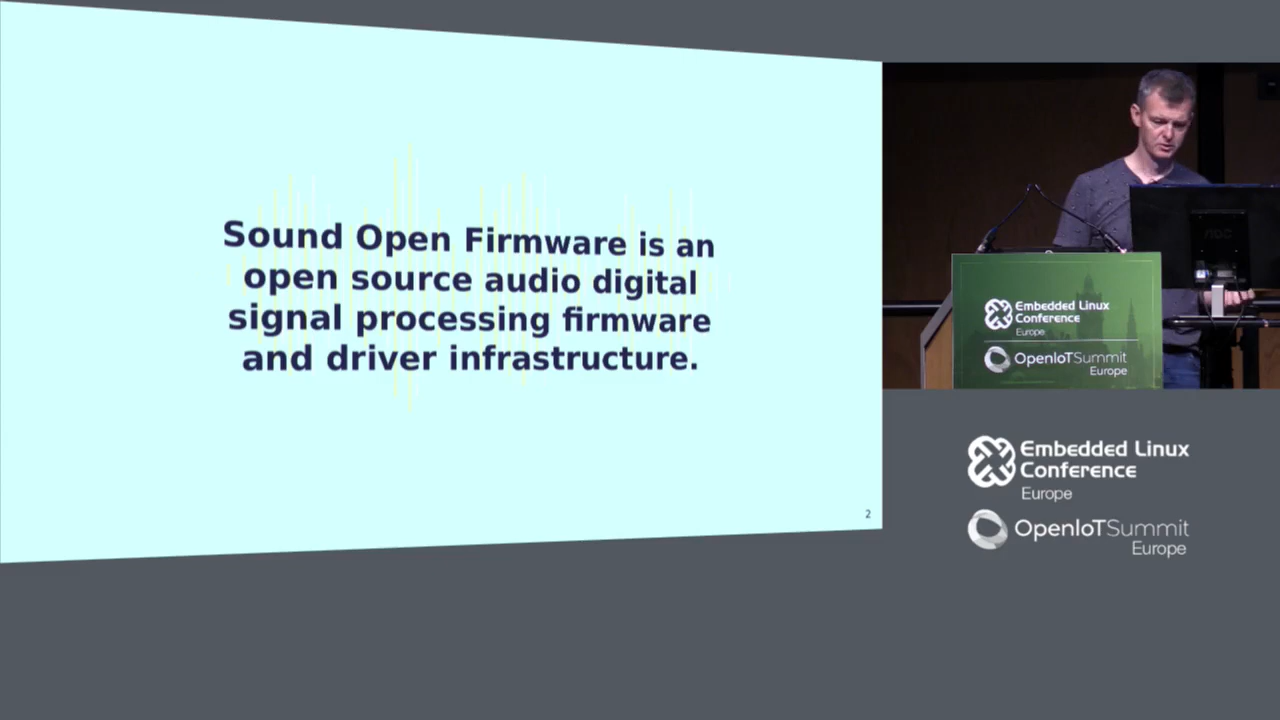 Sound Open Firmware is an
open source audio digital
signal processing firmware
and driver infrastructure.
2
Embedded Linux
Conference
Europe
OpenIoTSummit
Europe
Embedded Linux
Conference
Europe
OpenIoTSummit
Europe